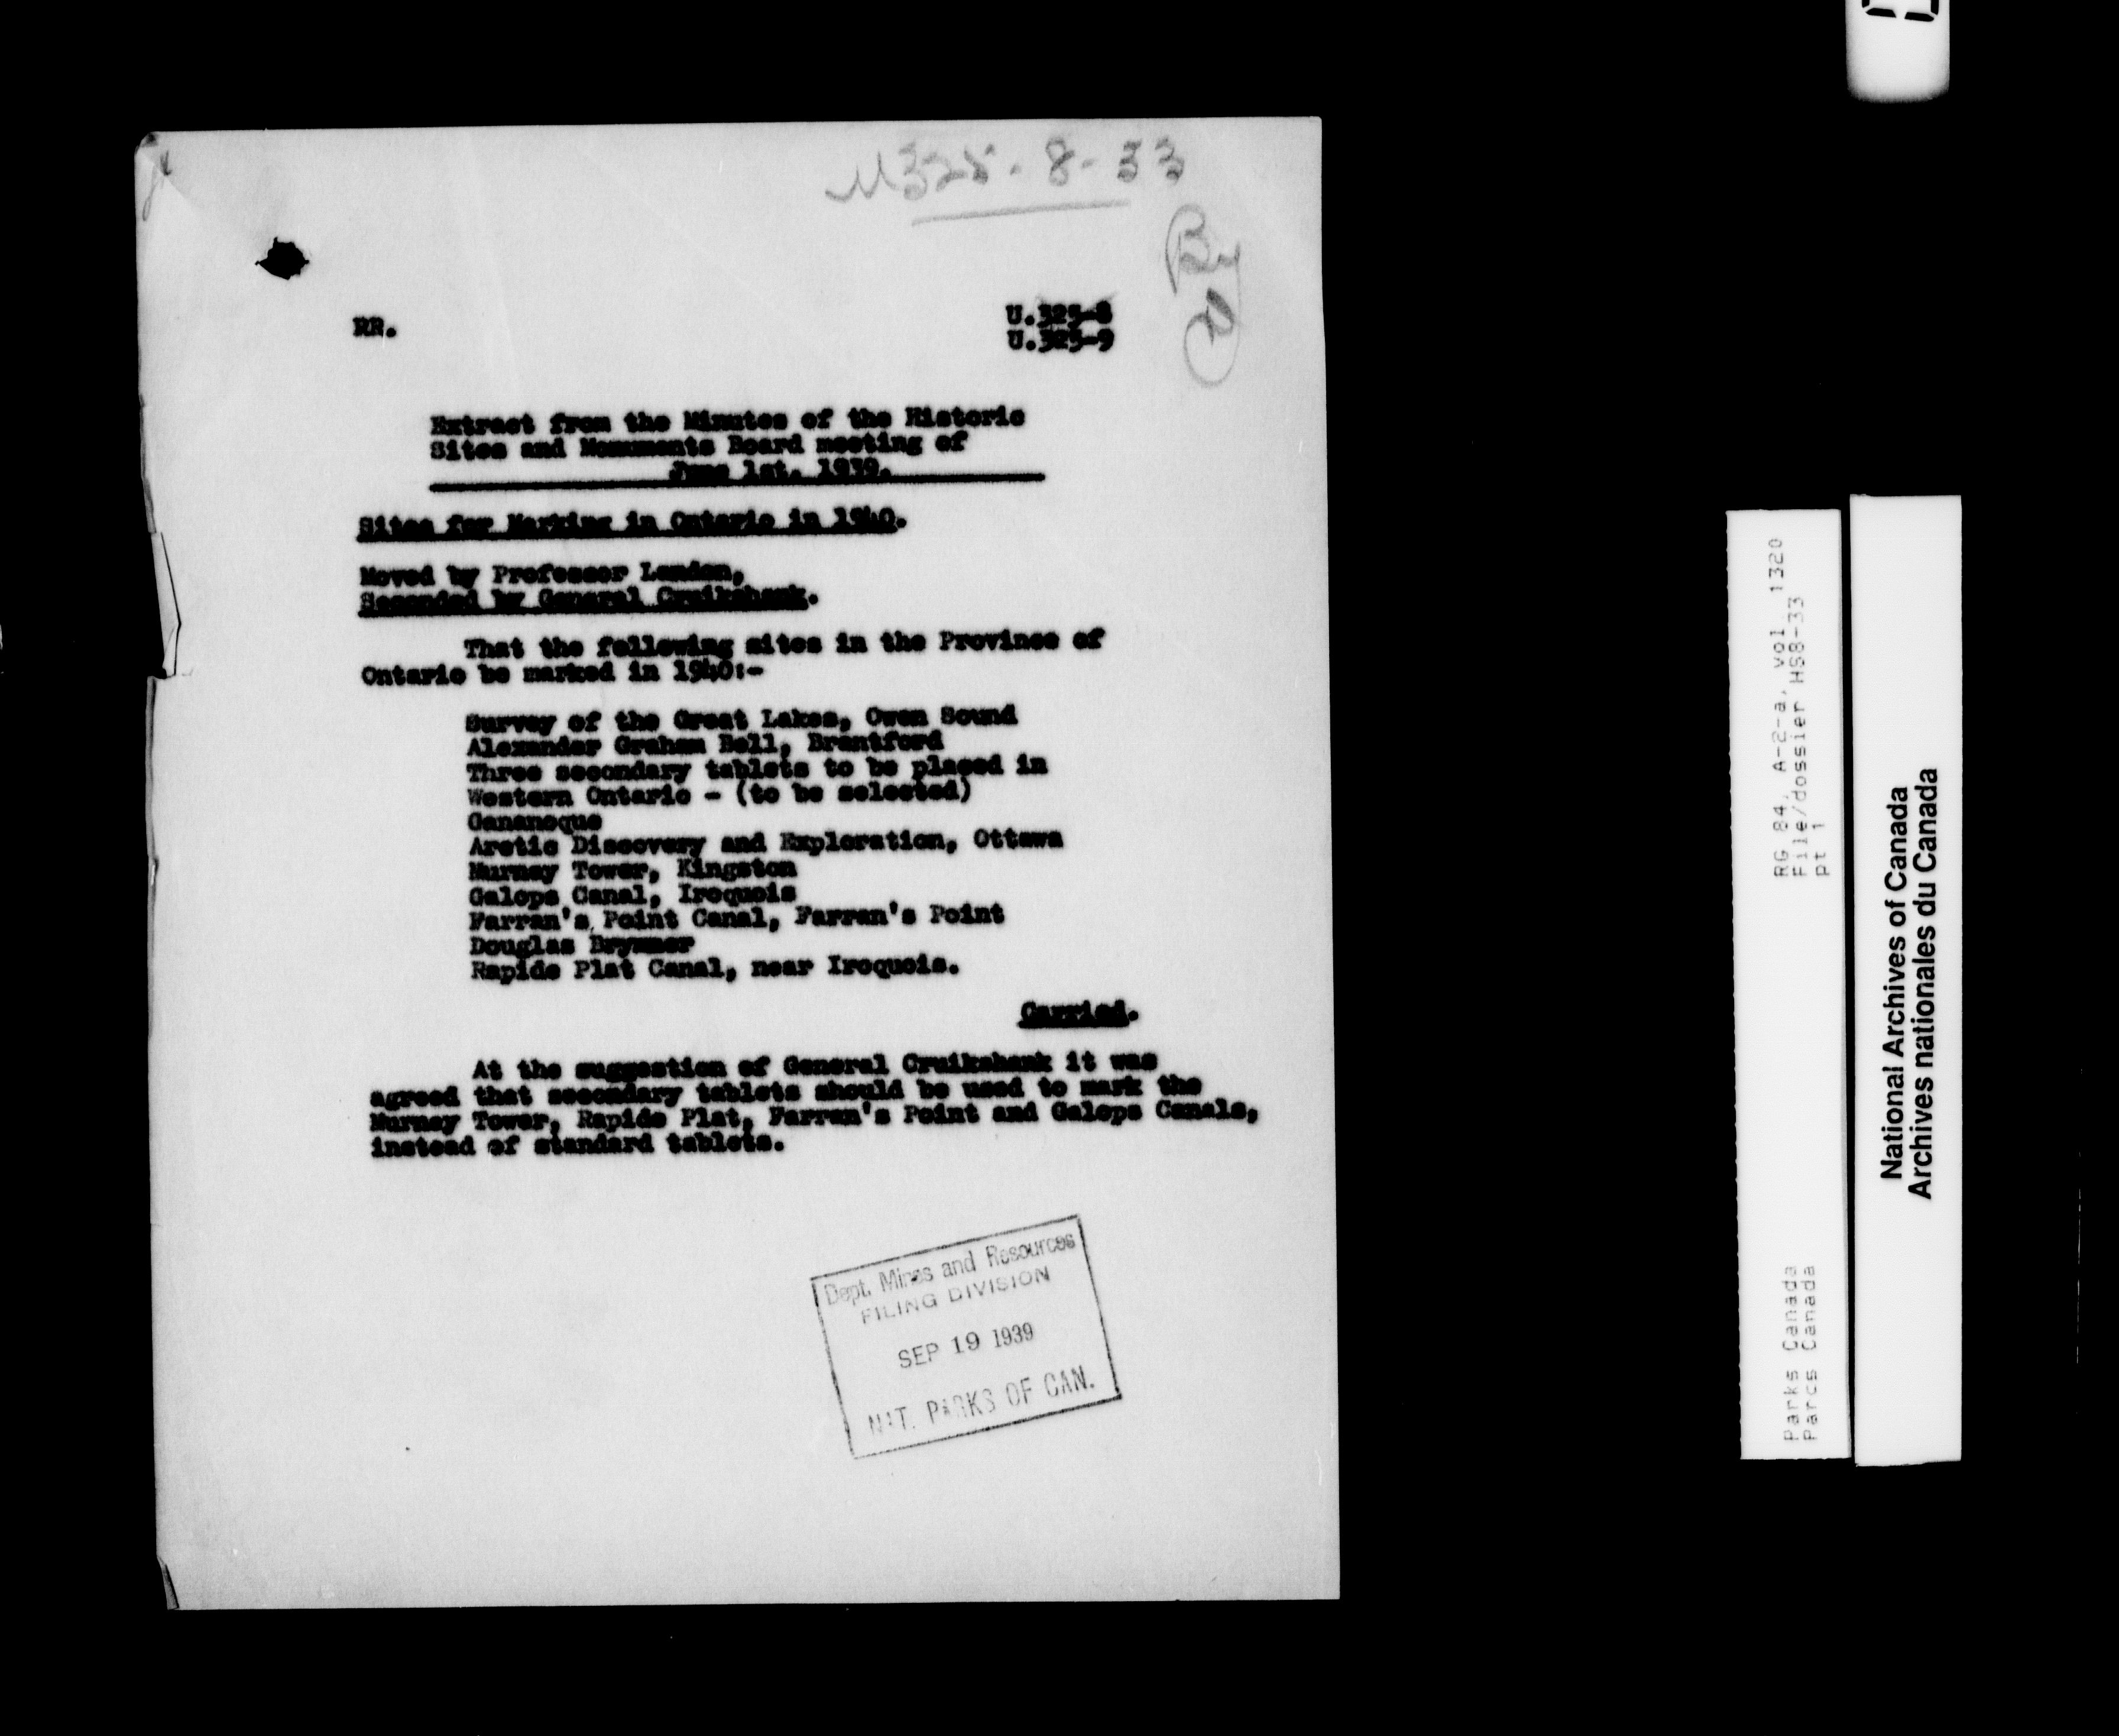 M325-8-33
RR.
U.325-8
U.325-9
Extract from the Minutes of the Historic
Sites and Monuments Board meeting of
June 1st. 1939.
Sites for Marking in Ontario in 1940.
Moved by Professor Landon,
Seconded by General Cruikshank.
That the following sites in the Province of
Ontario be marked in 1940:-
Survey of the Great Lakes, Owen Sound
Alexander Graham Bell, Brantford
Three secondary tablets to be placed in
Western Ontario - (to be selected)
Gananoque
Arctic Discovery and Exploration, Ottawa
Murney Tower, Kingston
Galops Canal, Iroquois
Farran's Point Canal, Farran's Point
Douglas Brymner
Rapide Plat Canal, near Iroquois.
Carried.
At the suggestion of General Cruikshank it was
agreed that secondary tablets should be used to mark the
Murney Tower, Rapide Plat, Farran's Point and Galops Canals,
instead of standard tablets.
Dept. Mines and Resources
FILING DIVISION
SEP 19 1939
NAT. PARKS OF CAN.
RG 84, A-2-a, vol 1320
File/dossier HS8-33
pt 1
Parks Canada
Parcs Canada
National Archives of Canada
Archives nationales du Canada